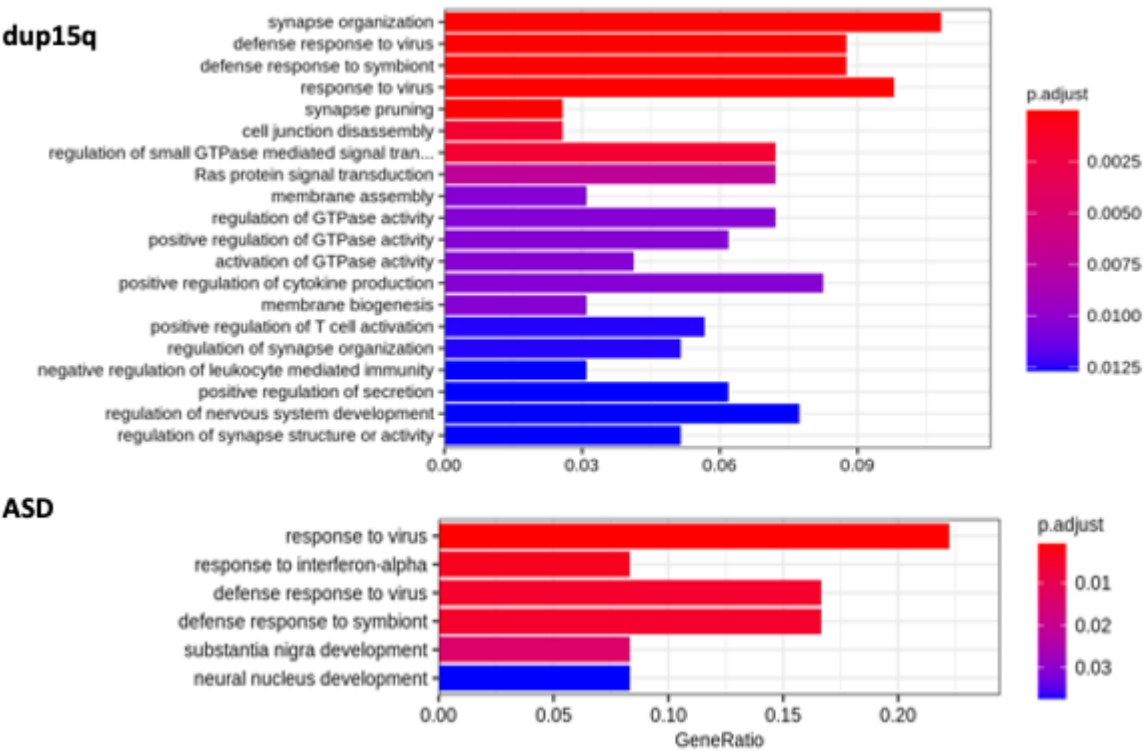 dup15q
synapse organization
defense response to virus
defense response to symbiont
response to virus
synapse pruning
cell junction disassembly
regulation of small GTPase mediated signal tran...
Ras protein signal transduction
membrane assembly
regulation of GTPase activity
positive regulation of GTPase activity
activation of GTPase activity
positive regulation of cytokine production
membrane biogenesis
positive regulation of T cell activation
regulation of synapse organization
negative regulation of leukocyte mediated immunity
positive regulation of secretion
regulation of nervous system development
regulation of synapse structure or activity
0.00 0.03 0.06 0.09
p.adjust
0.0025
0.0050
0.0075
0.0100
0.0125
ASD
response to virus
response to interferon-alpha
defense response to virus
defense response to symbiont
substantia nigra development
neural nucleus development
0.00 0.05 0.10 0.15 0.20
GeneRatio
p.adjust
0.01
0.02
0.03